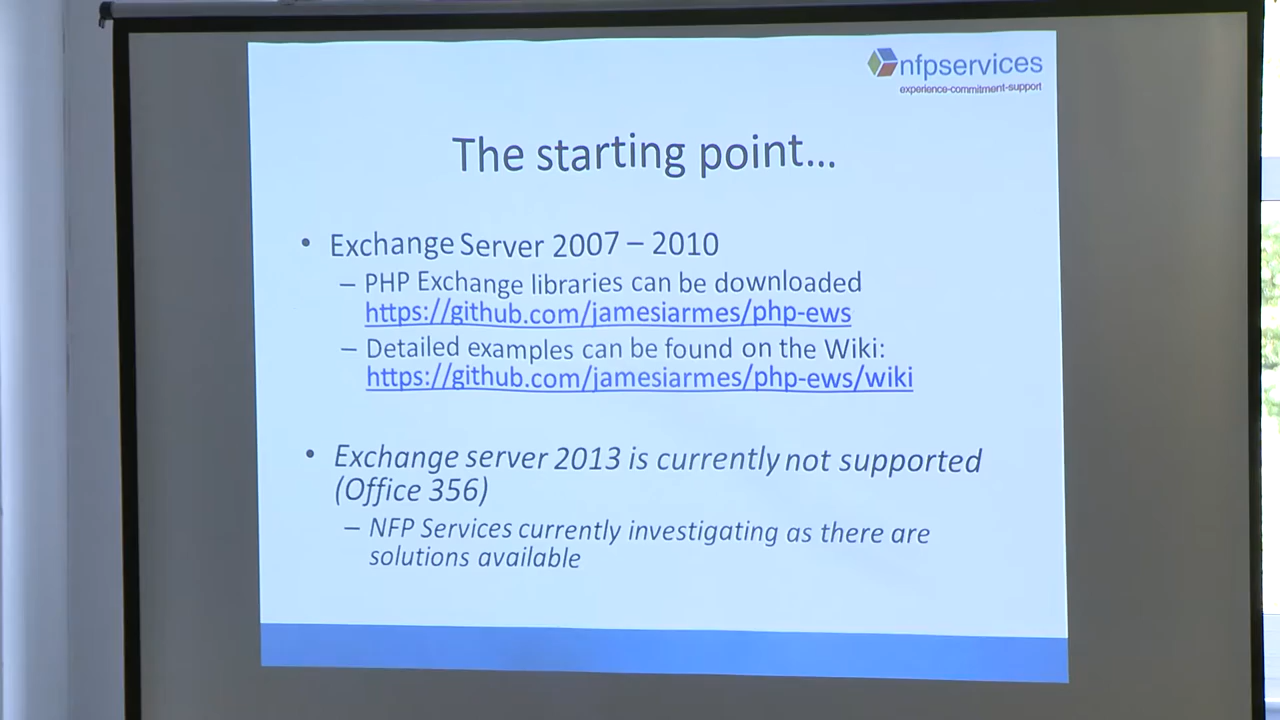 nfpservices
experience-commitment-support
The starting point...
• Exchange Server 2007 – 2010
– PHP Exchange libraries can be downloaded
https://github.com/jamesiarmes/php-ews
– Detailed examples can be found on the Wiki:
https://github.com/jamesiarmes/php-ews/wiki
• Exchange server 2013 is currently not supported
(Office 356)
– NFP Services currently investigating as there are
solutions available